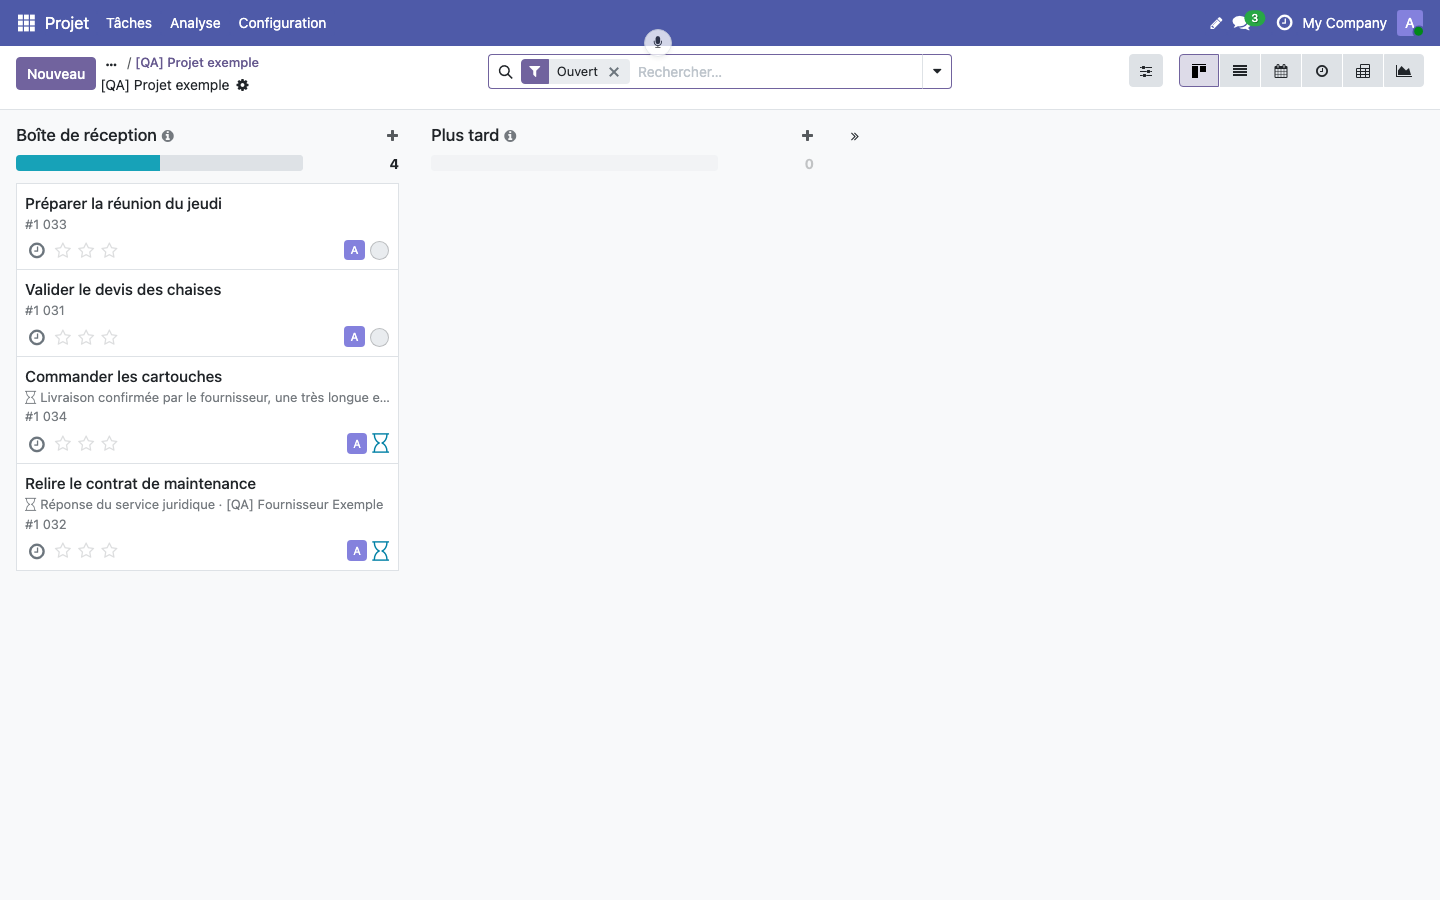 Projet Tâches Analyse Configuration 3 My Company A
Nouveau ... / [QA] Projet exemple
[QA] Projet exemple
Ouvert Rechercher...
Boîte de réception
4
Préparer la réunion du jeudi
#1 033
A
Valider le devis des chaises
#1 031
A
Commander les cartouches
Livraison confirmée par le fournisseur, une très longue e...
#1 034
A
Relire le contrat de maintenance
Réponse du service juridique · [QA] Fournisseur Exemple
#1 032
A
Plus tard
0